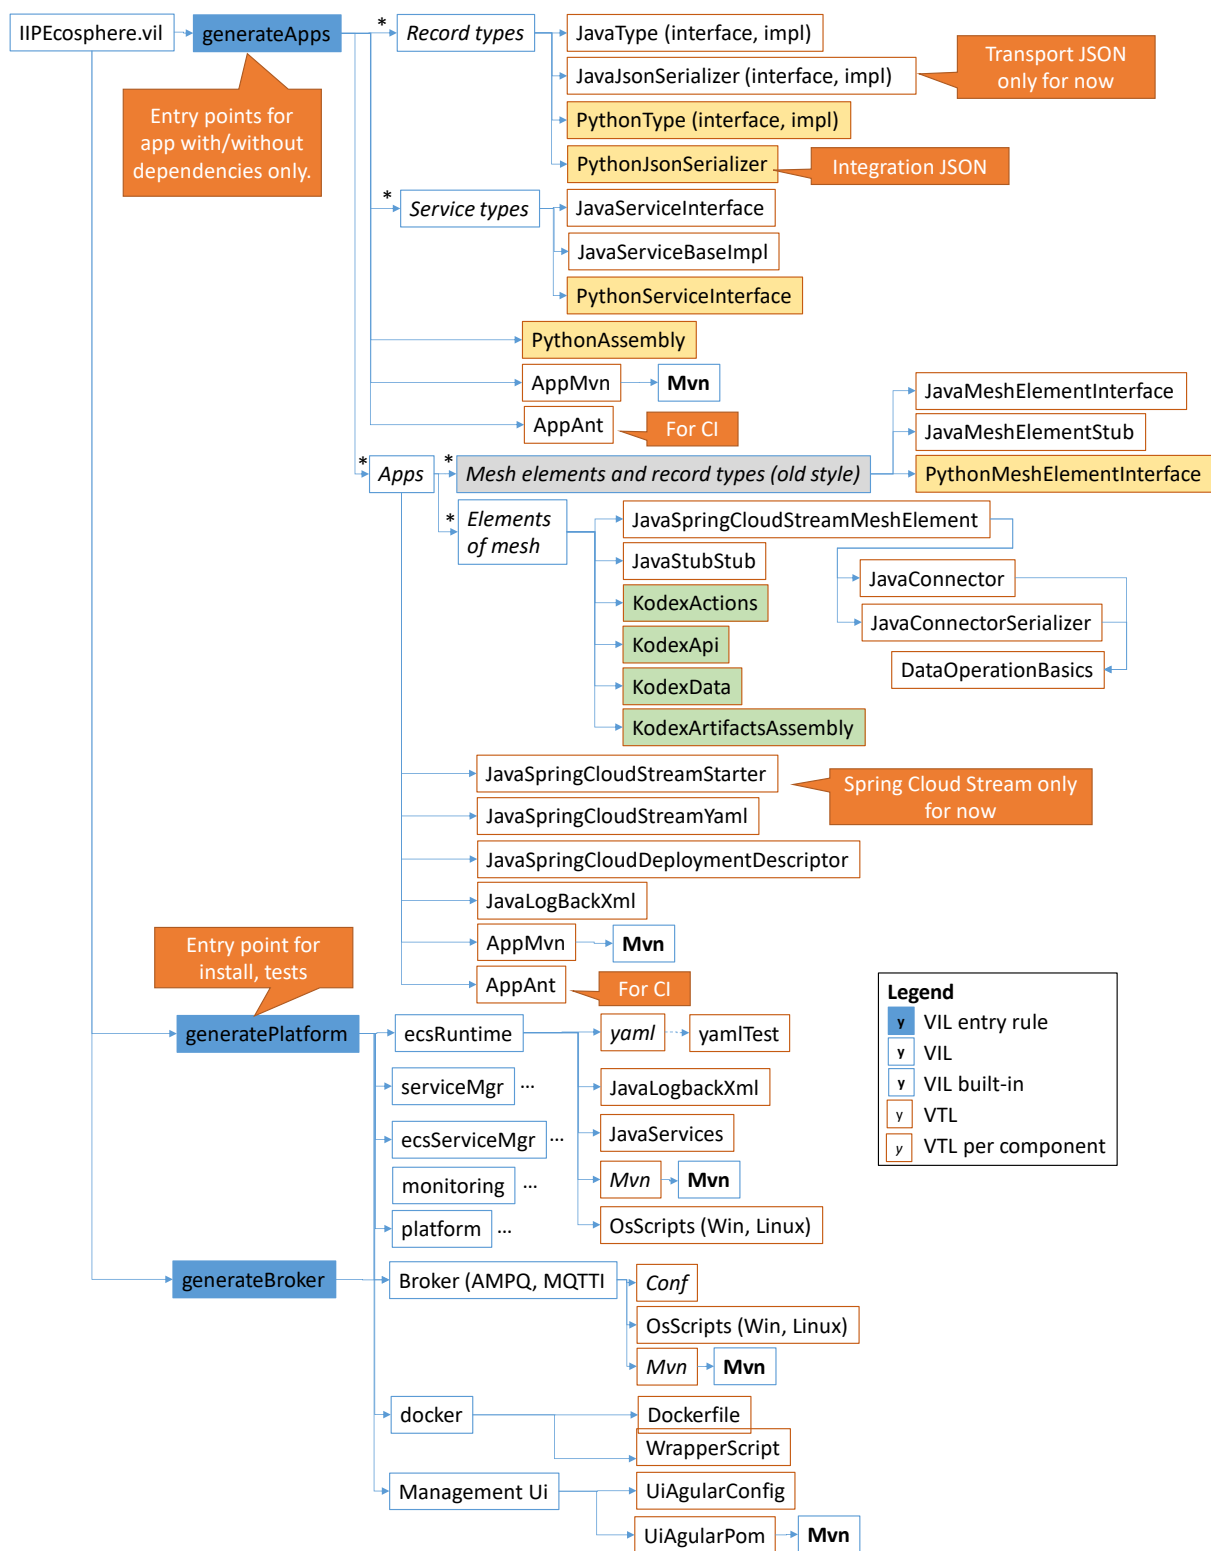 IIPEcosphere.vil
generateApps
*
Record types
JavaType (interface, impl)
JavaJsonSerializer (interface, impl)
Transport JSON
only for now
PythonType (interface, impl)
PythonJsonSerializer
Integration JSON
Entry points for
app with/without
dependencies only.
*
Service types
JavaServiceInterface
JavaServiceBaseImpl
PythonServiceInterface
PythonAssembly
AppMvn
Mvn
AppAnt
For CI
*
Apps
*
Mesh elements and record types (old style)
JavaMeshElementInterface
JavaMeshElementStub
PythonMeshElementInterface
*
Elements
of mesh
JavaSpringCloudStreamMeshElement
JavaStubStub
KodexActions
KodexApi
KodexData
KodexArtifactsAssembly
JavaConnector
JavaConnectorSerializer
DataOperationBasics
JavaSpringCloudStreamStarter
Spring Cloud Stream only
for now
JavaSpringCloudStreamYaml
JavaSpringCloudDeploymentDescriptor
JavaLogBackXml
AppMvn
Mvn
AppAnt
For CI
Entry point for
install, tests
generatePlatform
ecsRuntime
yaml
yamlTest
JavaLogbackXml
JavaServices
Mvn
Mvn
OsScripts (Win, Linux)
serviceMgr
...
ecsServiceMgr
...
monitoring
...
platform
...
generateBroker
Broker (AMPQ, MQTTI
Conf
OsScripts (Win, Linux)
Mvn
Mvn
docker
Dockerfile
WrapperScript
Management Ui
UiAgularConfig
UiAgularPom
Mvn
Legend
y VIL entry rule
y VIL
y VIL built-in
y VTL
y VTL per component